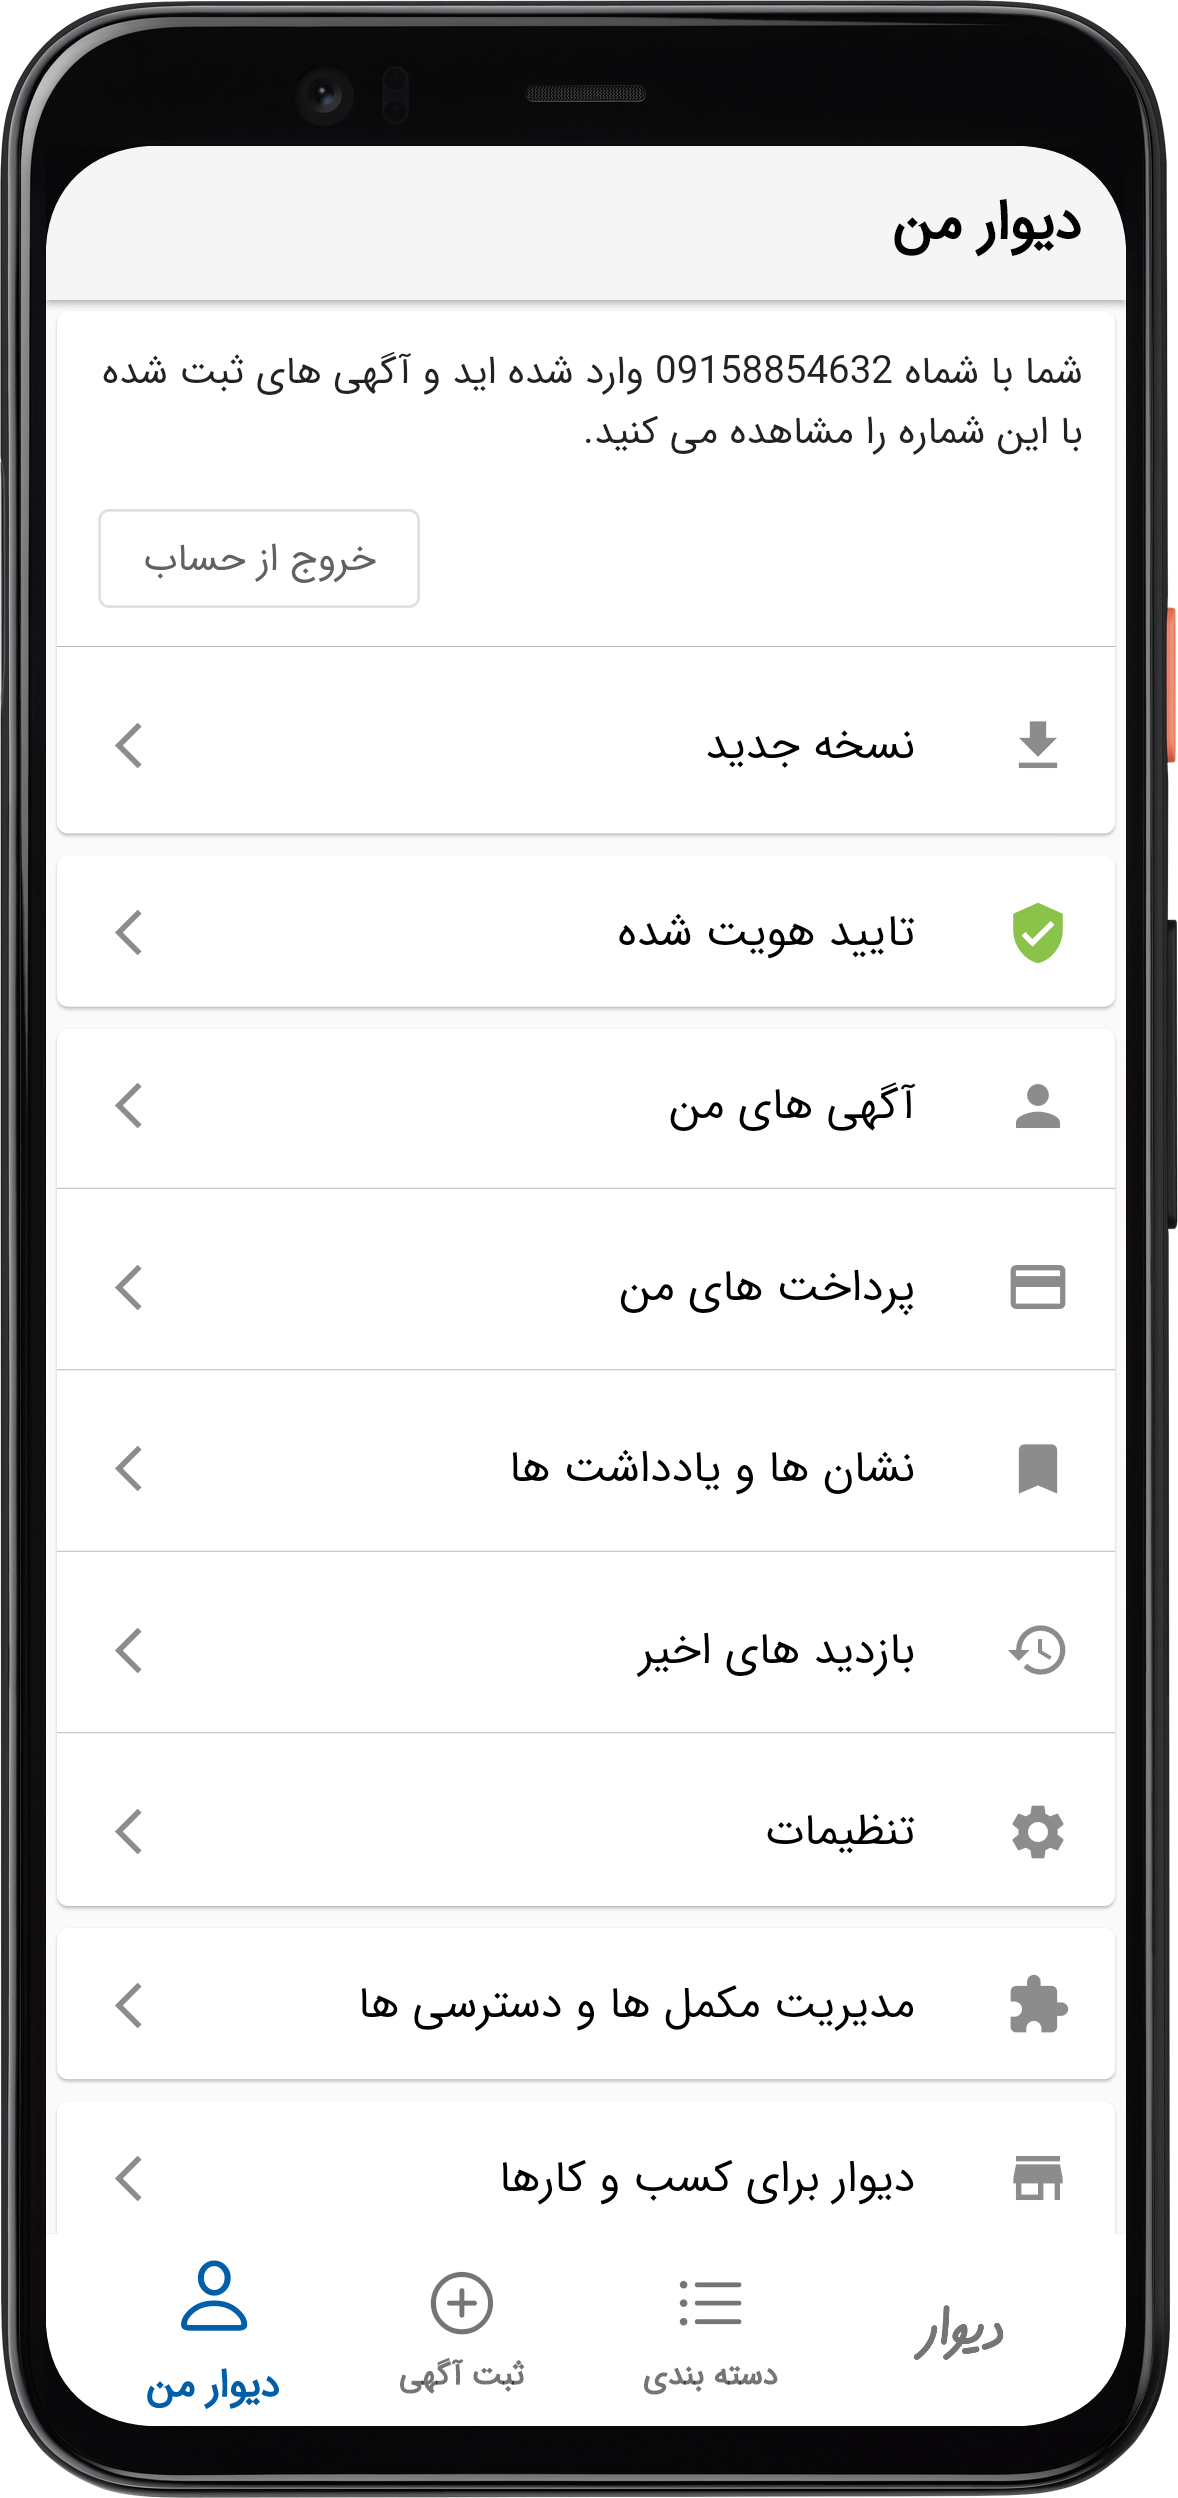 دیوار من
شما با شماه 09158854632 وارد شده اید و آگهی های ثبت شده
با این شماره را مشاهده می کنید.
خروج از حساب
نسخه جدید
تایید هویت شده
آگهی های من
پرداخت های من
نشان ها و یادداشت ها
بازدید های اخیر
تنظیمات
مدیریت مکمل ها و دسترسی ها
دیوار برای کسب و کارها
دیوار
دسته بندی
ثبت آگهی
دیوار من